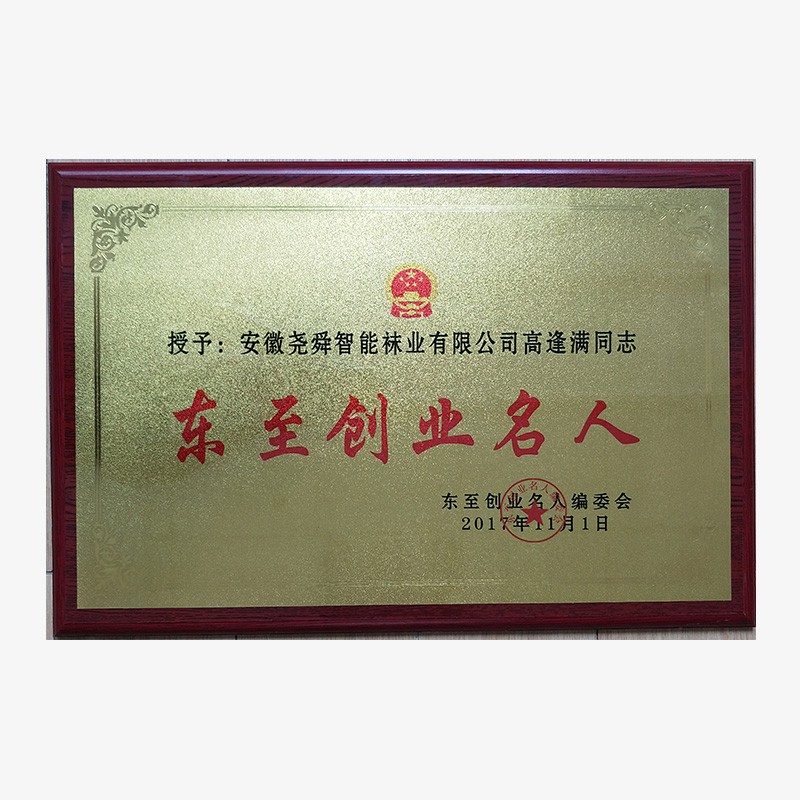 授予：安徽尧舜智能袜业有限公司高逢满同志
东至创业名人
东至创业名人编委会
2017年11月1日